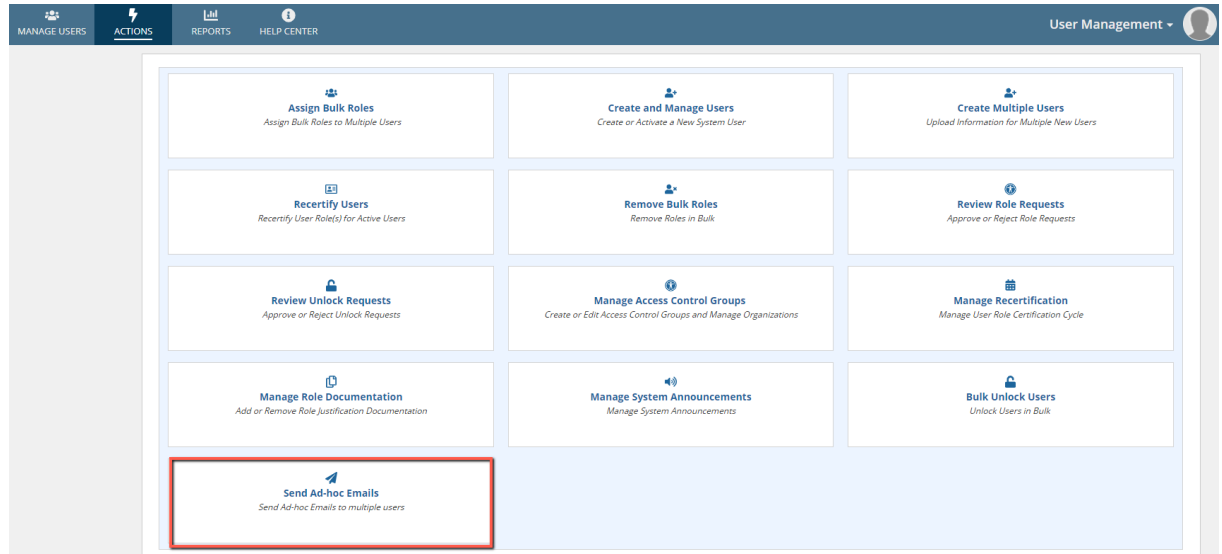 MANAGE USERS
ACTIONS
REPORTS
HELP CENTER
User Management
Assign Bulk Roles
Assign Bulk Roles to Multiple Users
Create and Manage Users
Create or Activate a New System User
Create Multiple Users
Upload Information for Multiple New Users
Recertify Users
Recertify User Role(s) for Active Users
Remove Bulk Roles
Remove Roles in Bulk
Review Role Requests
Approve or Reject Role Requests
Review Unlock Requests
Approve or Reject Unlock Requests
Manage Access Control Groups
Create or Edit Access Control Groups and Manage Organizations
Manage Recertification
Manage User Role Certification Cycle
Manage Role Documentation
Add or Remove Role Justification Documentation
Manage System Announcements
Manage System Announcements
Bulk Unlock Users
Unlock Users in Bulk
Send Ad-hoc Emails
Send Ad-hoc Emails to multiple users